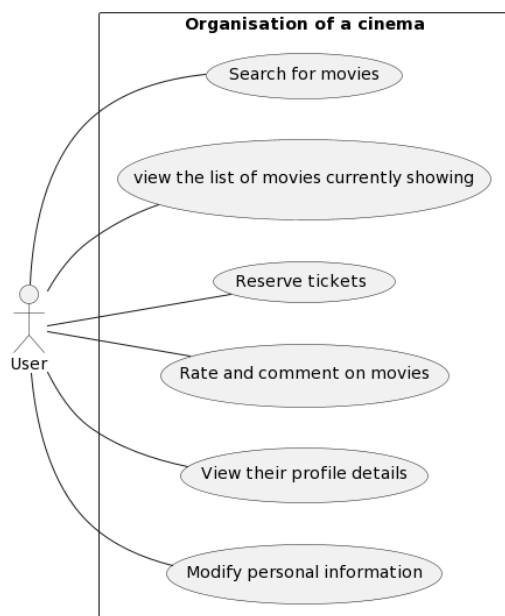 Organisation of a cinema
Search for movies
view the list of movies currently showing
Reserve tickets
User
Rate and comment on movies
View their profile details
Modify personal information